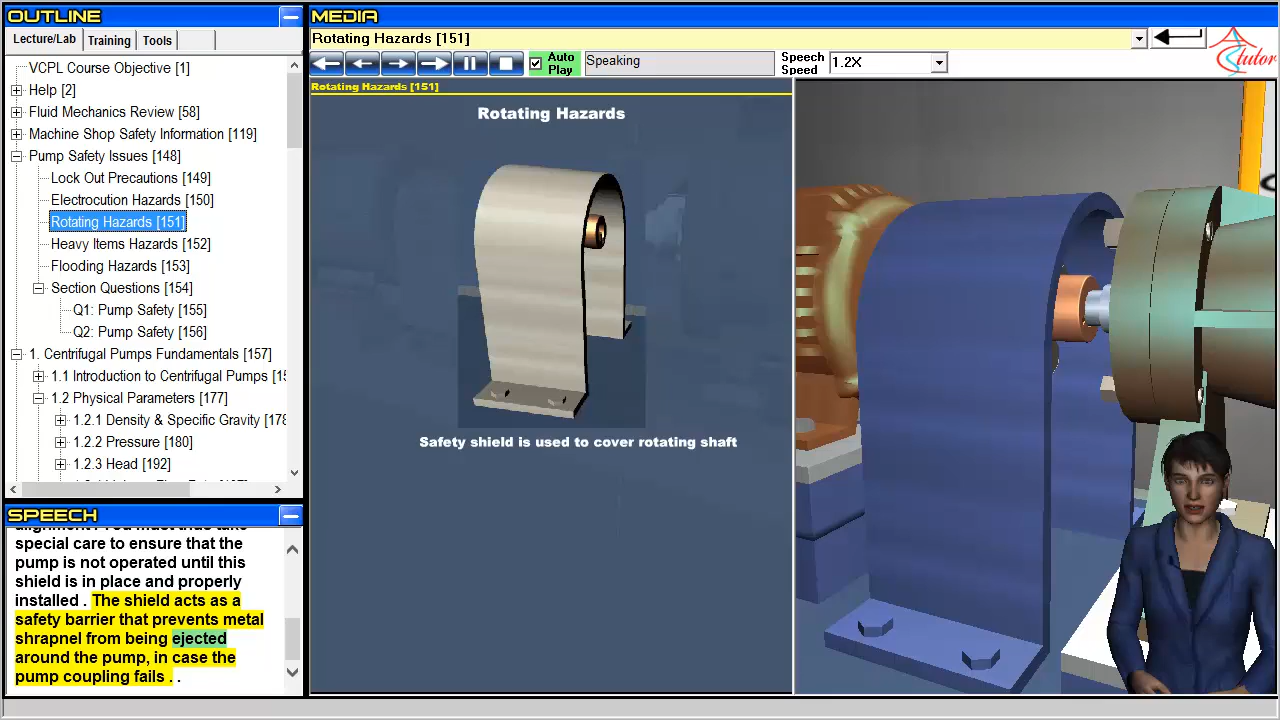 OUTLINE
Lecture/Lab Training Tools
VCPL Course Objective [1]
Help [2]
Fluid Mechanics Review [58]
Machine Shop Safety Information [119]
Pump Safety Issues [148]
Lock Out Precautions [149]
Electrocution Hazards [150]
Rotating Hazards [151]
Heavy Items Hazards [152]
Flooding Hazards [153]
Section Questions [154]
Q1: Pump Safety [155]
Q2: Pump Safety [156]
1. Centrifugal Pumps Fundamentals [157]
1.1 Introduction to Centrifugal Pumps [15
1.2 Physical Parameters [177]
1.2.1 Density & Specific Gravity [178
1.2.2 Pressure [180]
1.2.3 Head [192]
SPEECH
special care to ensure that the
pump is not operated until this
shield is in place and properly
installed . The shield acts as a
safety barrier that prevents metal
shrapnel from being ejected
around the pump, in case the
pump coupling fails . .
MEDIA
Rotating Hazards [151]
Auto
Play
Speaking
Speech
Speed
1.2X
tutor
Rotating Hazards [151]
Rotating Hazards
Safety shield is used to cover rotating shaft